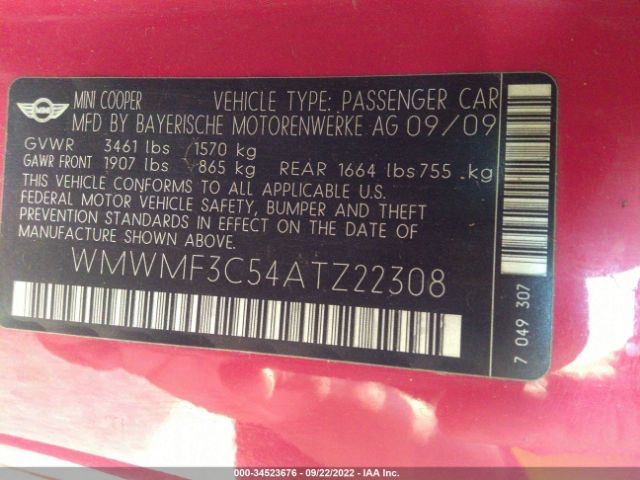 MINI
MINI COOPER VEHICLE TYPE: PASSENGER CAR
MFD BY BAYERISCHE MOTORENWERKE AG 09/09
GVWR 3461 lbs 1570 kg
GAWR FRONT 1907 lbs 865 kg REAR 1664 lbs 755 kg
THIS VEHICLE CONFORMS TO ALL APPLICABLE U.S.
FEDERAL MOTOR VEHICLE SAFETY, BUMPER AND THEFT
PREVENTION STANDARDS IN EFFECT ON THE DATE OF
MANUFACTURE SHOWN ABOVE.
WMWMF3C54ATZ22308
7 049 307
000-34523676 - 09/22/2022 - IAA Inc.